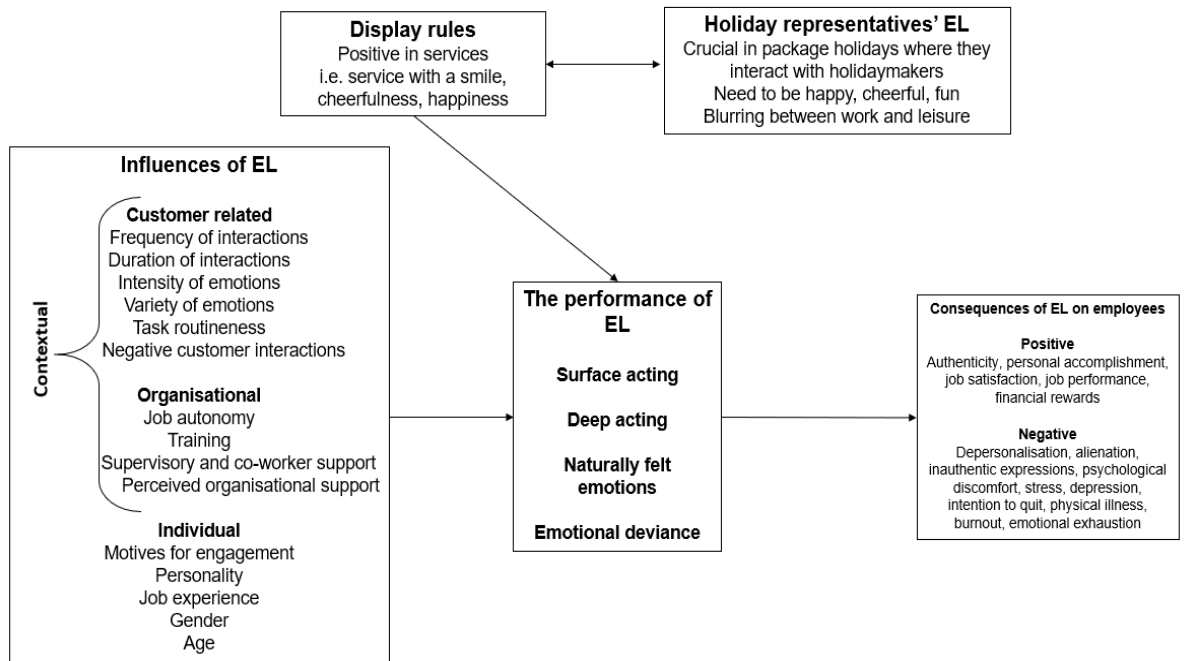 Display rules
Positive in services
i.e. service with a smile,
cheerfulness, happiness
Holiday representatives' EL
Crucial in package holidays where they
interact with holidaymakers
Need to be happy, cheerful, fun
Blurring between work and leisure
Influences of EL
Contextual
Customer related
Frequency of interactions
Duration of interactions
Intensity of emotions
Variety of emotions
Task routineness
Negative customer interactions
Organisational
Job autonomy
Training
Supervisory and co-worker support
Perceived organisational support
Individual
Motives for engagement
Personality
Job experience
Gender
Age
The performance of
EL
Surface acting
Deep acting
Naturally felt
emotions
Emotional deviance
Consequences of EL on employees
Positive
Authenticity, personal accomplishment,
job satisfaction, job performance,
financial rewards
Negative
Depersonalisation, alienation,
inauthentic expressions, psychological
discomfort, stress, depression,
intention to quit, physical illness,
burnout, emotional exhaustion